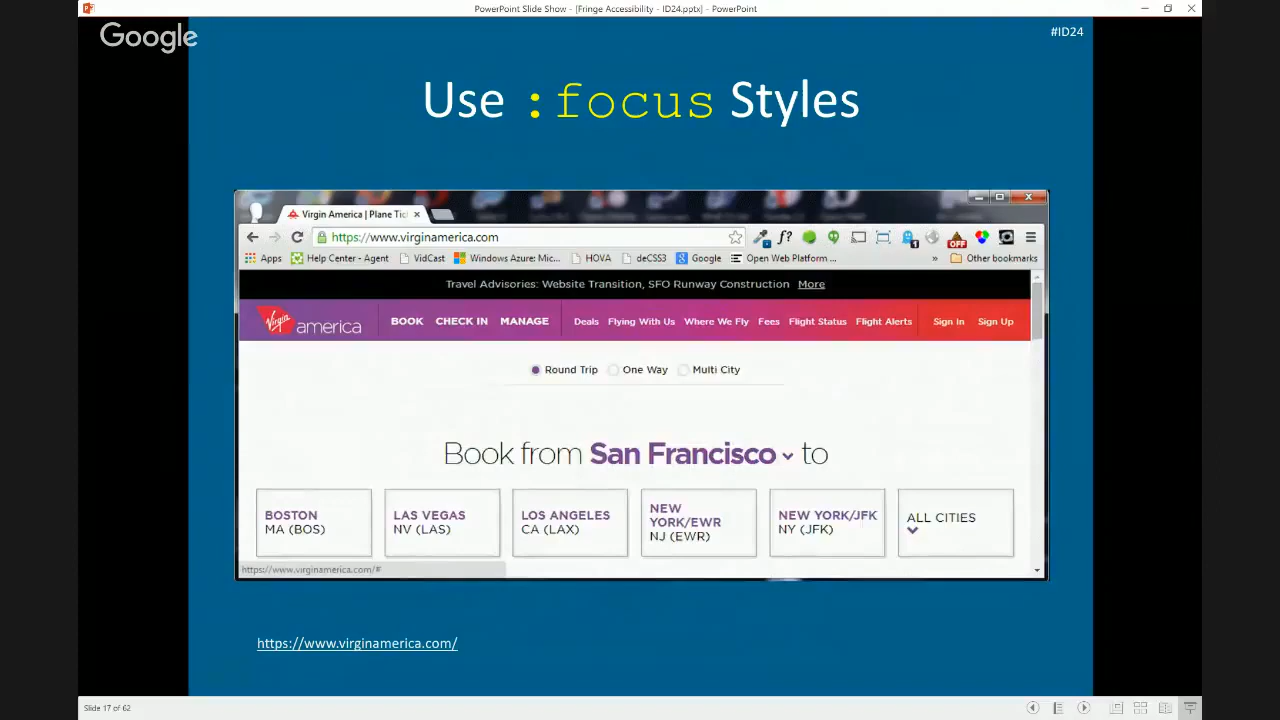 PowerPoint Slide Show - [Fringe Accessibility - ID24.pptx] - PowerPoint
Google
#ID24
Use :focus Styles
Virgin America | Plane Tic
https://www.virginamerica.com
f?
1
OFF
Apps Help Center - Agent VidCast Windows Azure: Mic... HOVA deCSS3 Google Open Web Platform ... » Other bookmarks
Travel Advisories: Website Transition, SFO Runway Construction More
Virgin america BOOK CHECK IN MANAGE Deals Flying With Us Where We Fly Fees Flight Status Flight Alerts Sign In Sign Up
Round Trip One Way Multi City
Book from San Francisco to
BOSTON
MA (BOS)
LAS VEGAS
NV (LAS)
LOS ANGELES
CA (LAX)
NEW
YORK/EWR
NJ (EWR)
NEW YORK/JFK
NY (JFK)
ALL CITIES
https://www.virginamerica.com/#
https://www.virginamerica.com/
Slide 17 of 62